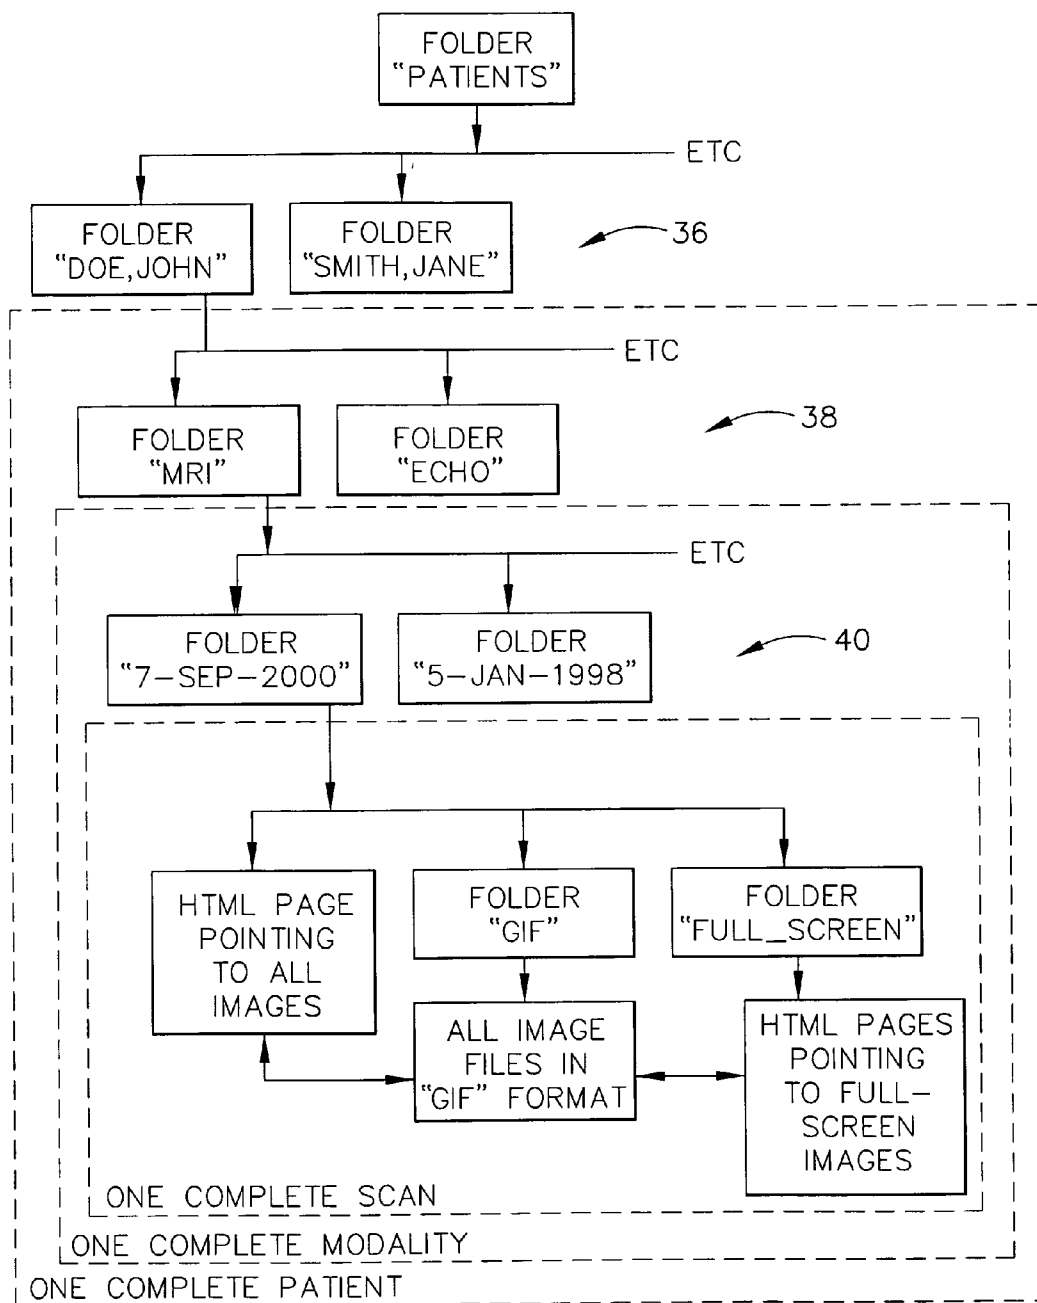 FOLDER
"PATIENTS"
ETC
FOLDER
"DOE,JOHN"
FOLDER
"SMITH,JANE"
36
ETC
FOLDER
"MRI"
FOLDER
"ECHO"
38
ETC
FOLDER
"7-SEP-2000"
FOLDER
"5-JAN-1998"
40
HTML PAGE
POINTING
TO ALL
IMAGES
FOLDER
"GIF"
FOLDER
"FULL_SCREEN"
ALL IMAGE
FILES IN
"GIF" FORMAT
HTML PAGES
POINTING
TO FULL-
SCREEN
IMAGES
ONE COMPLETE SCAN
ONE COMPLETE MODALITY
ONE COMPLETE PATIENT